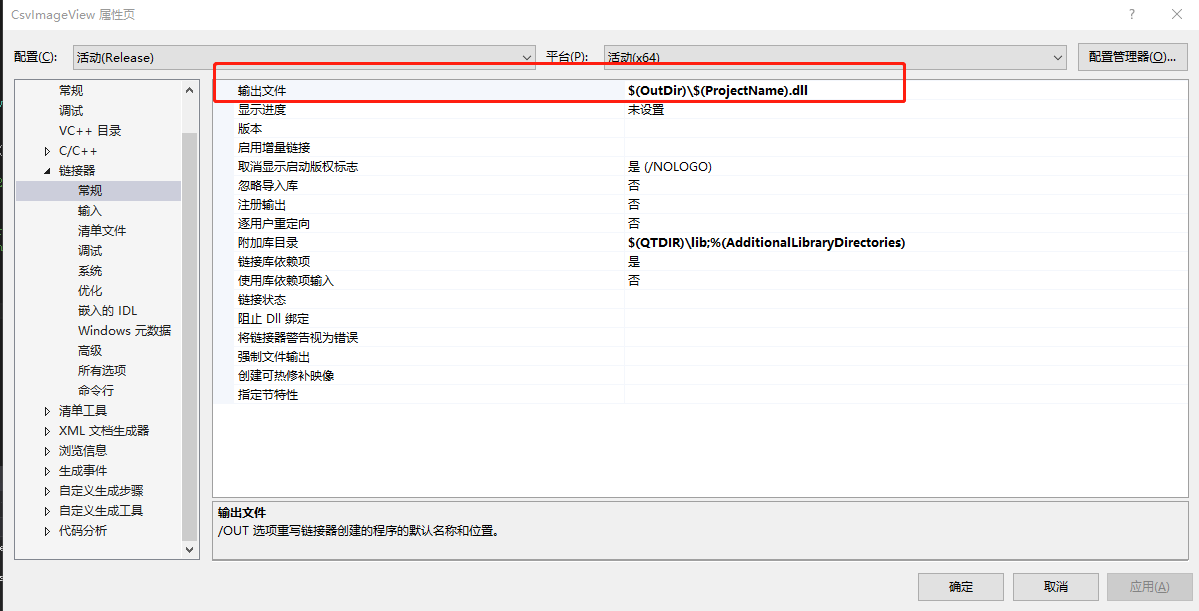 CsvImageView 属性页
?
配置(C): 活动(Release) 平台(P): 活动(x64) 配置管理器(O)...
常规
调试
VC++ 目录
C/C++
链接器
常规
输入
清单文件
调试
系统
优化
嵌入的 IDL
Windows 元数据
高级
所有选项
命令行
清单工具
XML 文档生成器
浏览信息
生成事件
自定义生成步骤
自定义生成工具
代码分析
输出文件 $(OutDir)\$(ProjectName).dll
显示进度 未设置
版本
启用增量链接
取消显示启动版权标志 是 (/NOLOGO)
忽略导入库 否
注册输出 否
逐用户重定向 否
附加库目录 $(QTDIR)\lib;%(AdditionalLibraryDirectories)
链接库依赖项 是
使用库依赖项输入 否
链接状态
阻止 Dll 绑定
将链接器警告视为错误
强制文件输出
创建可热修补映像
指定节特性
输出文件
/OUT 选项重写链接器创建的程序的默认名称和位置。
确定 取消 应用(A)